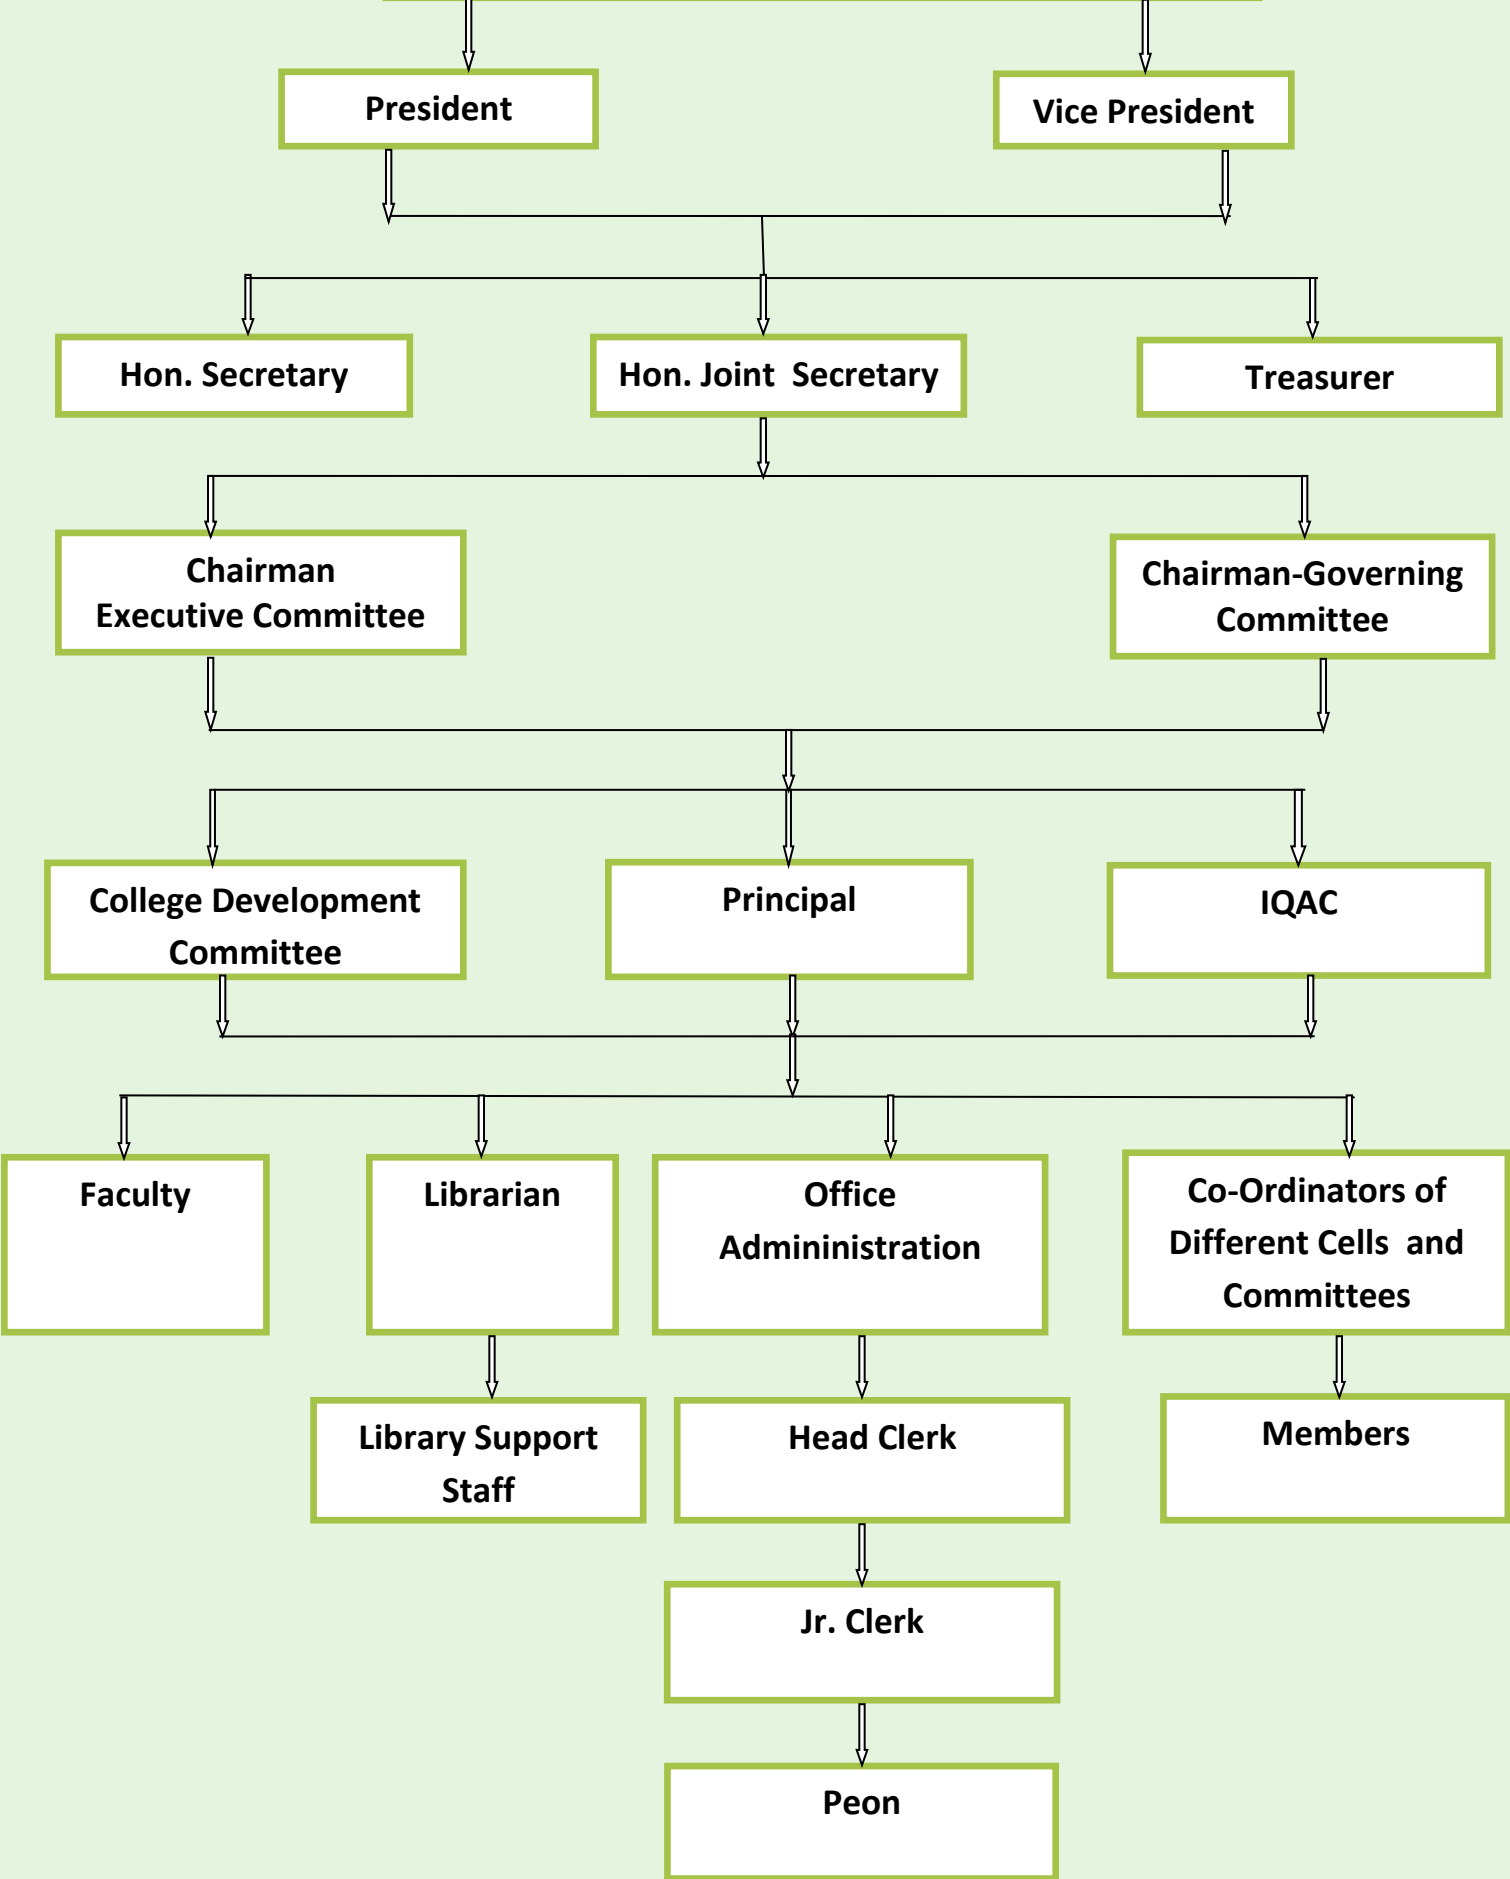 President
Vice President
Hon. Secretary
Hon. Joint  Secretary
Treasurer
Chairman
Executive Committee
Chairman-Governing
Committee
College Development
Committee
Principal
IQAC
Faculty
Librarian
Office
Admininistration
Co-Ordinators of
Different Cells  and
Committees
Library Support
Staff
Head Clerk
Members
Jr. Clerk
Peon